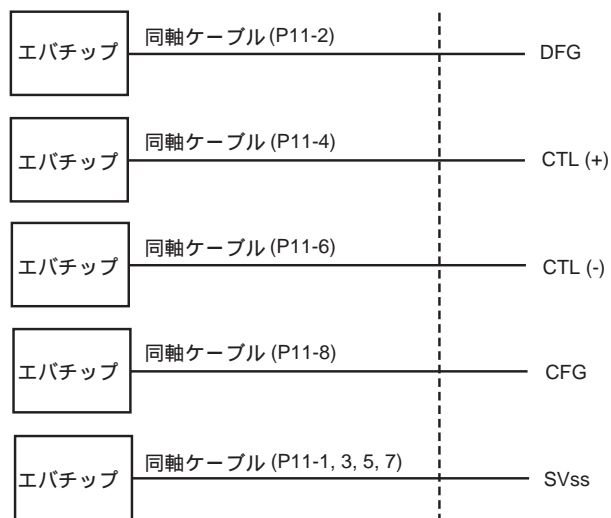 エバチップ
同軸ケーブル (P11-2)
DFG
エバチップ
同軸ケーブル (P11-4)
CTL (+)
エバチップ
同軸ケーブル (P11-6)
CTL (-)
エバチップ
同軸ケーブル (P11-8)
CFG
エバチップ
同軸ケーブル (P11-1, 3, 5, 7)
SVss